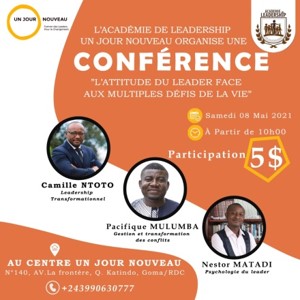 UN JOUR NOUVEAU
ACADÉMIE
LEADERSHIP
L'ACADÉMIE DE LEADERSHIP
UN JOUR NOUVEAU ORGANISE UNE
CONFÉRENCE
"L'ATTITUDE DU LEADER FACE
AUX MULTIPLES DÉFIS DE LA VIE"
Samedi 08 Mai 2021
À Partir de 10h00
Participation 5$
Camille NTOTO
Leadership
Transformationnel
Pacifique MULUMBA
Gestion et transformation
des conflits
Nestor MATADI
Psychologie du leader
AU CENTRE UN JOUR NOUVEAU
N°140, AV.La frontère, Q. Katindo, Goma/RDC
+243990630777